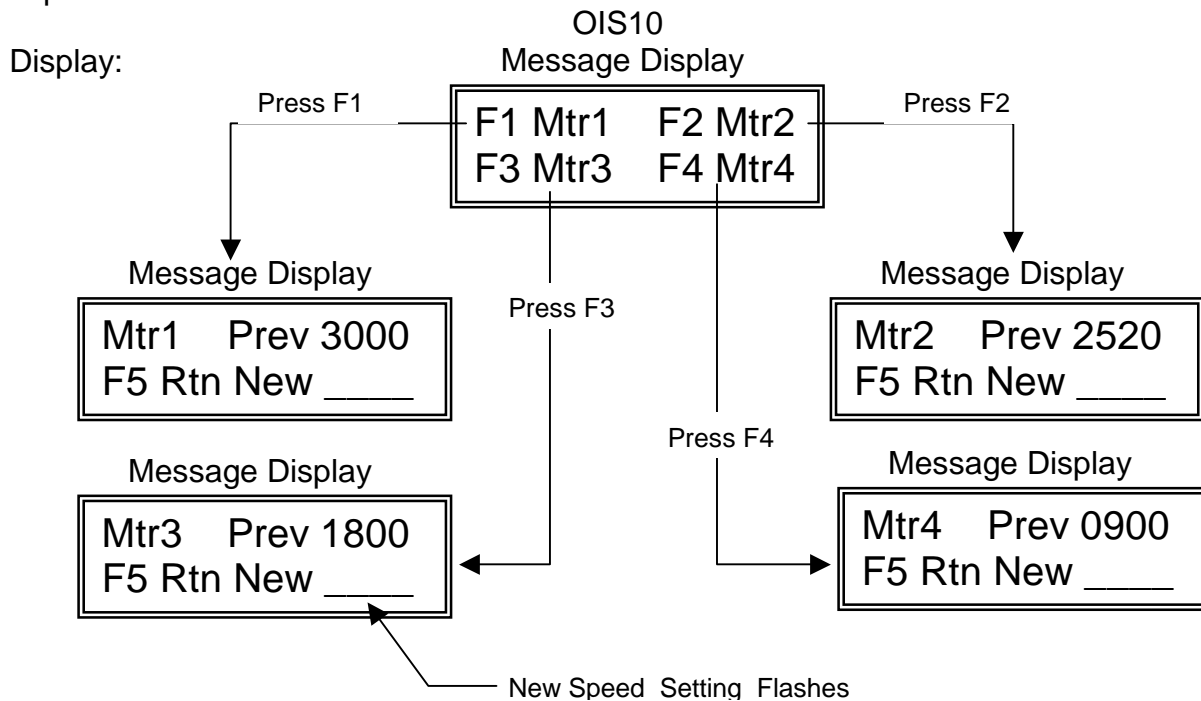 OIS10
Display:
Message Display
Press F1
F1 Mtr1 F2 Mtr2
F3 Mtr3 F4 Mtr4
Press F2
Message Display
Mtr1 Prev 3000
F5 Rtn New ____
Press F3
Message Display
Mtr2 Prev 2520
F5 Rtn New ____
Press F4
Message Display
Mtr3 Prev 1800
F5 Rtn New ____
Message Display
Mtr4 Prev 0900
F5 Rtn New ____
New Speed Setting Flashes